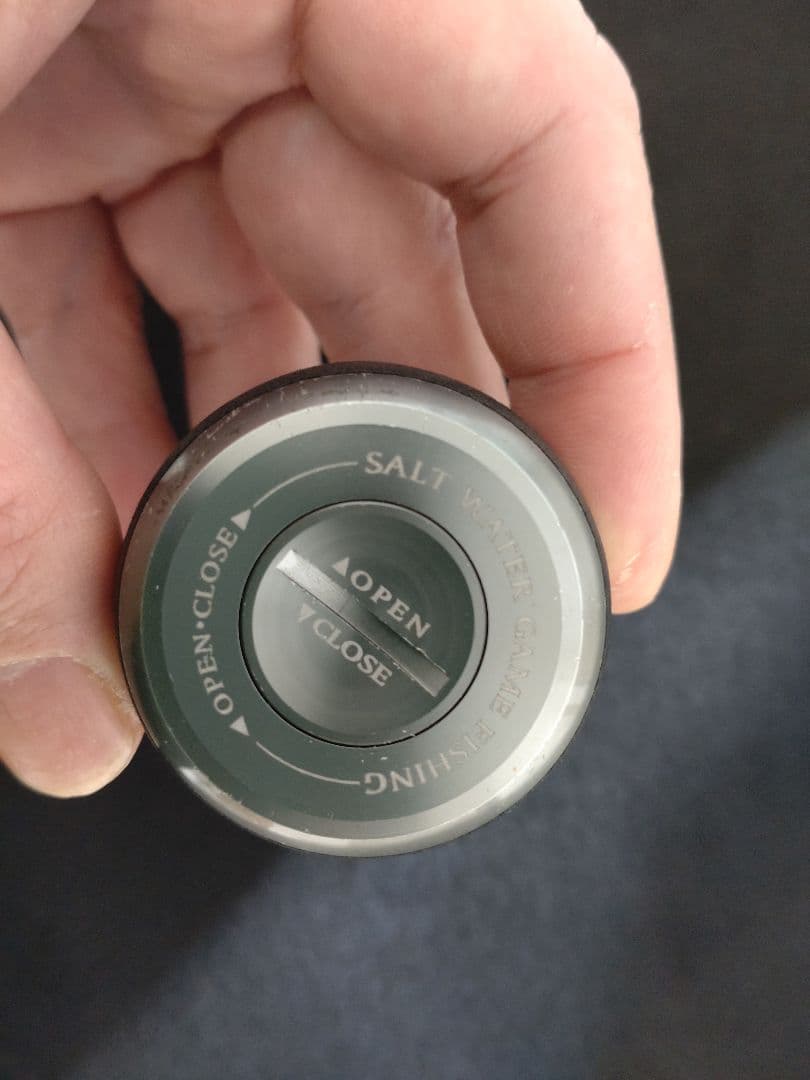 SALT WATER GAME FISHING
▲OPEN•CLOSE▲
▲OPEN
▼CLOSE